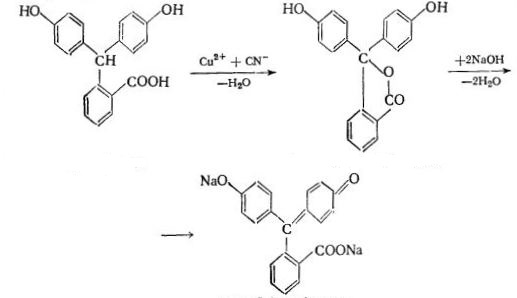 HO OH HO OH
CH Cu²⁺ + CN⁻ C +2NaOH
COOH —H₂O O —2H₂O
CO
NaO O
C
COONa